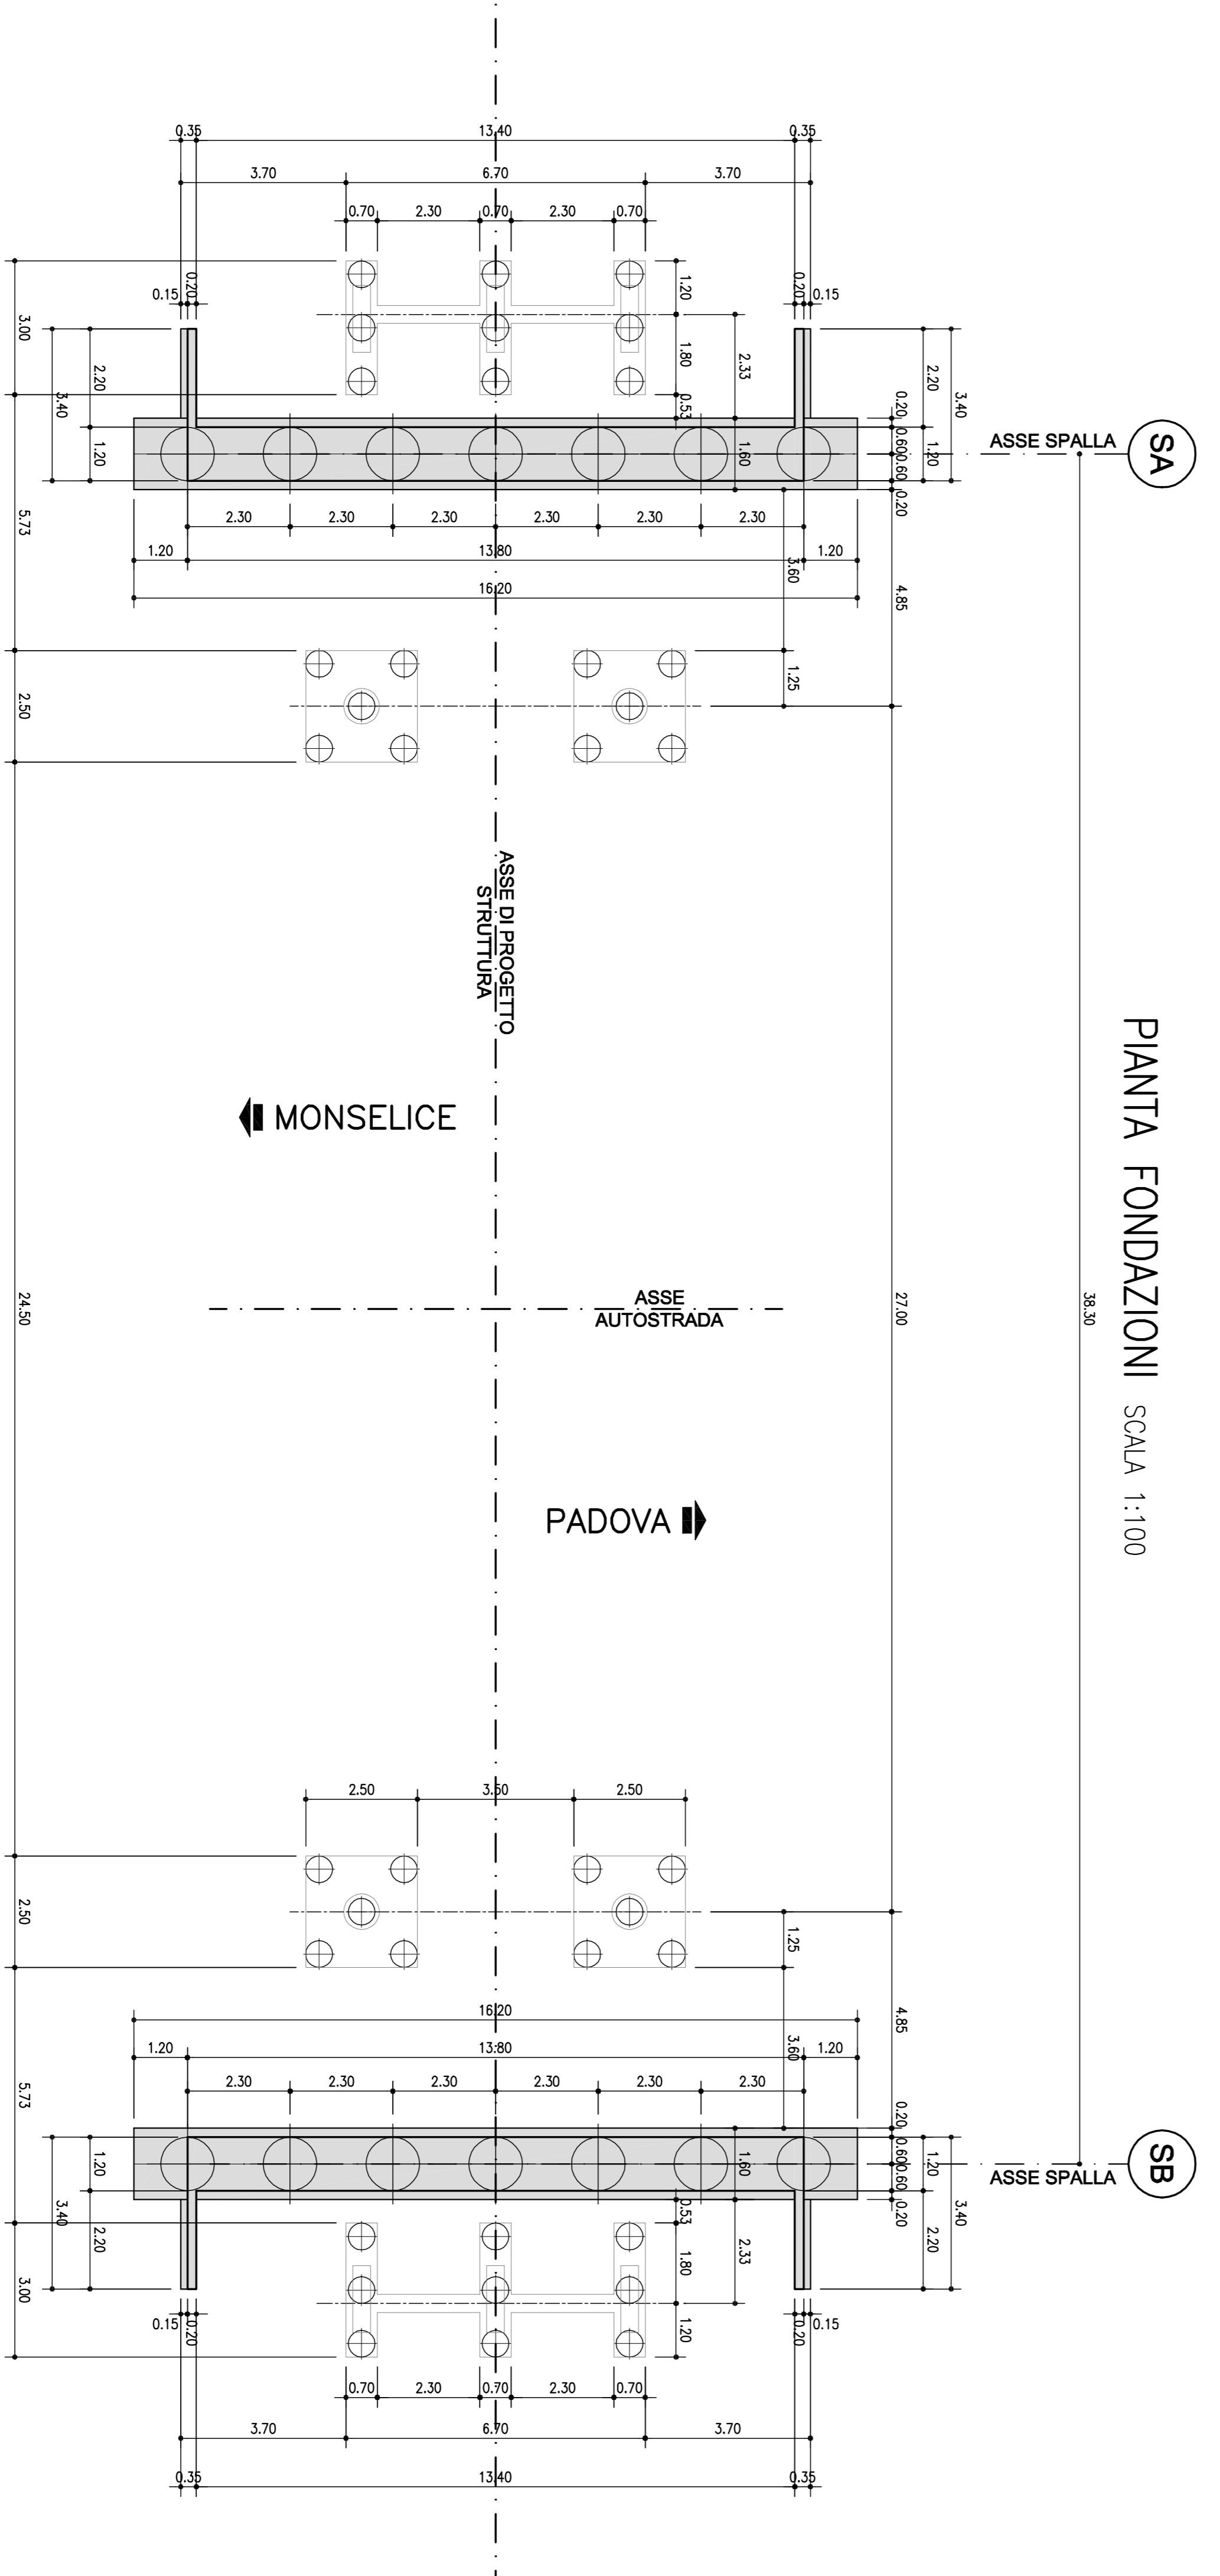 PIANTA FONDAZIONI SCALA 1:100
SA
ASSE SPALLA
SB
ASSE SPALLA
38.30
0.35 13.40 0.35
3.70 6.70 3.70
0.70 2.30 0.70 2.30 0.70
0.15 0.20 0.20 0.15
1.20 1.80 0.53
2.33 1.60
3.00 5.73 2.50 24.50 2.50 5.73 3.00
2.20 1.20
3.40
2.20 1.20
3.40
0.20 0.60 0.60 0.20 4.85 27.00 4.85 0.20 0.60 0.60 0.20
2.30 2.30 2.30 2.30 2.30 2.30
1.20 13.80 1.20
16.20
3.60 1.25
ASSE DI PROGETTO
STRUTTURA
MONSELICE
ASSE
AUTOSTRADA
PADOVA
2.50 3.50 2.50
1.25 3.60
16.20
1.20 13.80 1.20
2.30 2.30 2.30 2.30 2.30 2.30
1.20 2.20
3.40
1.20 2.20
3.40
1.60 2.33
0.53 1.80 1.20
0.15 0.20 0.20 0.15
0.70 2.30 0.70 2.30 0.70
3.70 6.70 3.70
0.35 13.40 0.35